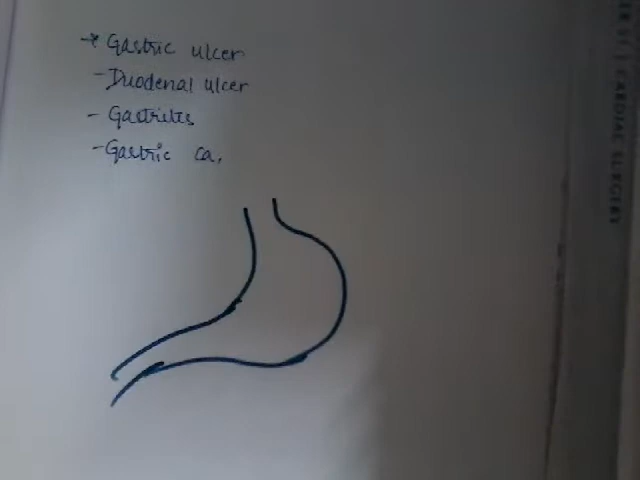 → Gastric ulcer
- Duodenal ulcer
- Gastritis
- Gastric ca.
CARDIAC SURGERY